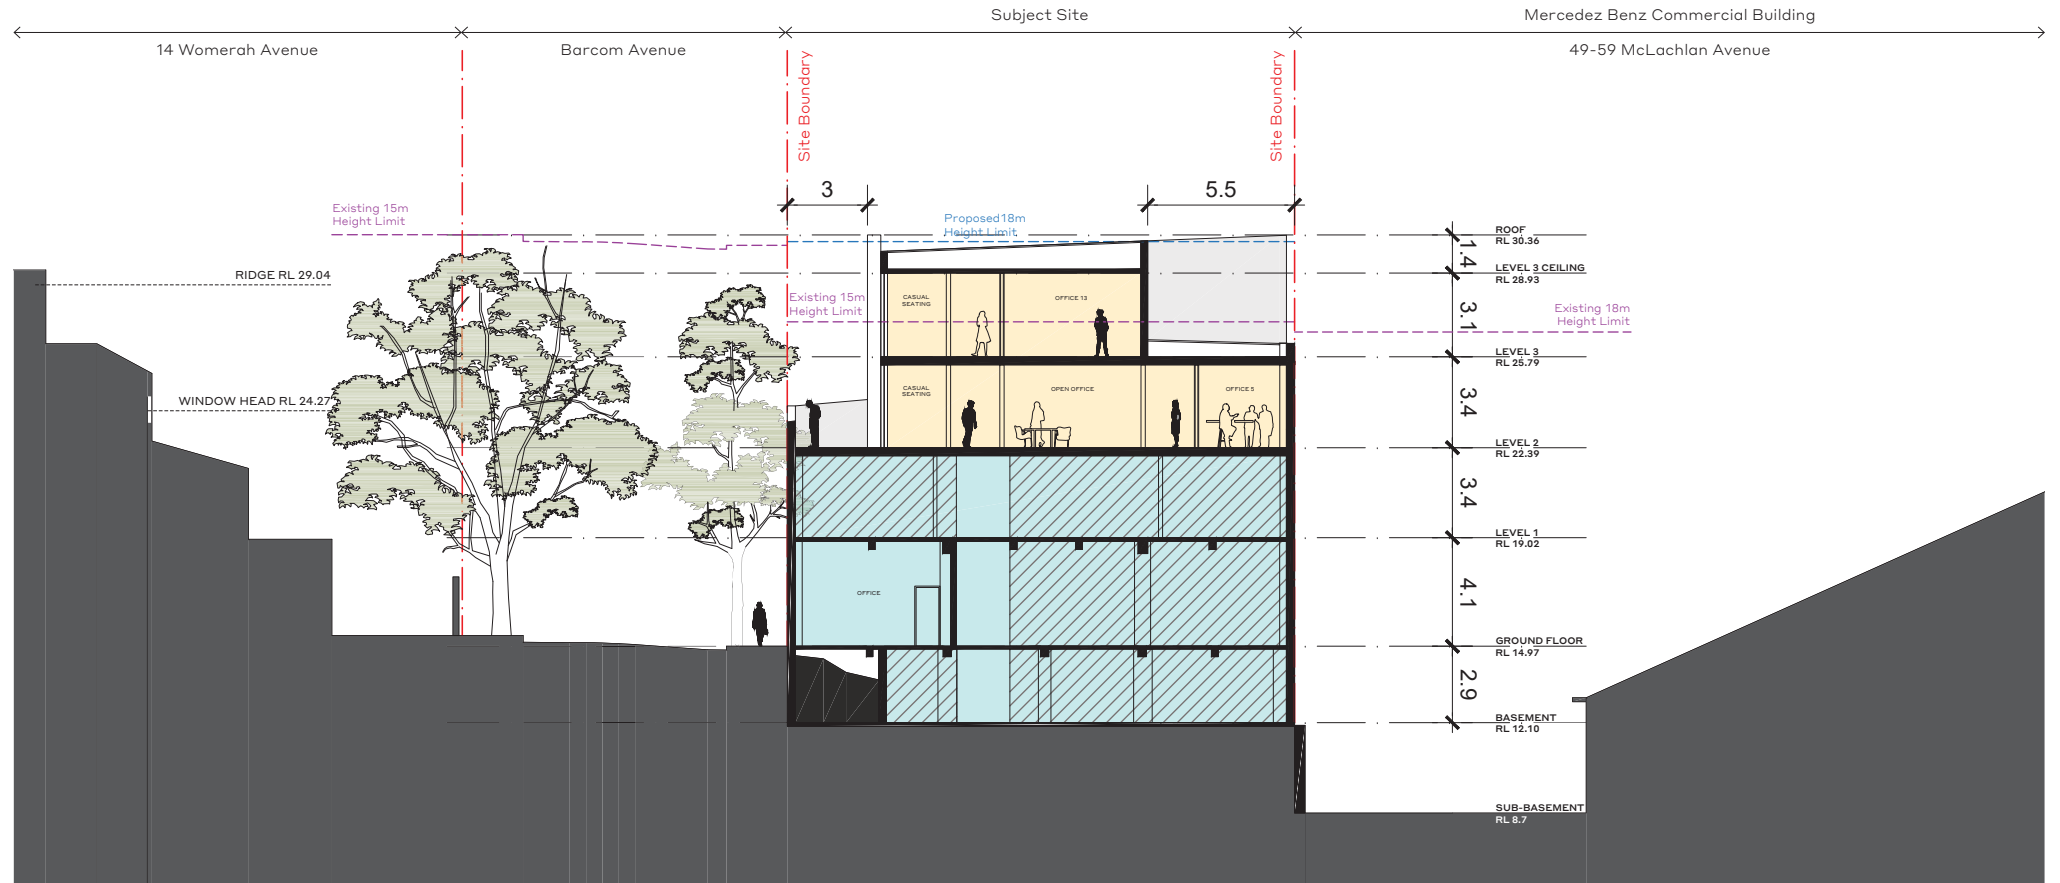 Subject Site
Mercedez Benz Commercial Building
14 Womerah Avenue
Barcom Avenue
49-59 McLachlan Avenue
Site Boundary
Site Boundary
3
5.5
Existing 15m
Height Limit
Proposed 18m
Height Limit
ROOF
RL 30.36
1.4
LEVEL 3 CEILING
RL 28.93
RIDGE RL 29.04
Existing 15m
Height Limit
CASUAL
SEATING
OFFICE 13
3.1
Existing 18m
Height Limit
LEVEL 3
RL 25.79
WINDOW HEAD RL 24.27
CASUAL
SEATING
OPEN OFFICE
OFFICE 5
3.4
LEVEL 2
RL 22.39
3.4
LEVEL 1
RL 19.02
OFFICE
4.1
GROUND FLOOR
RL 14.97
2.9
BASEMENT
RL 12.10
SUB-BASEMENT
RL 8.7